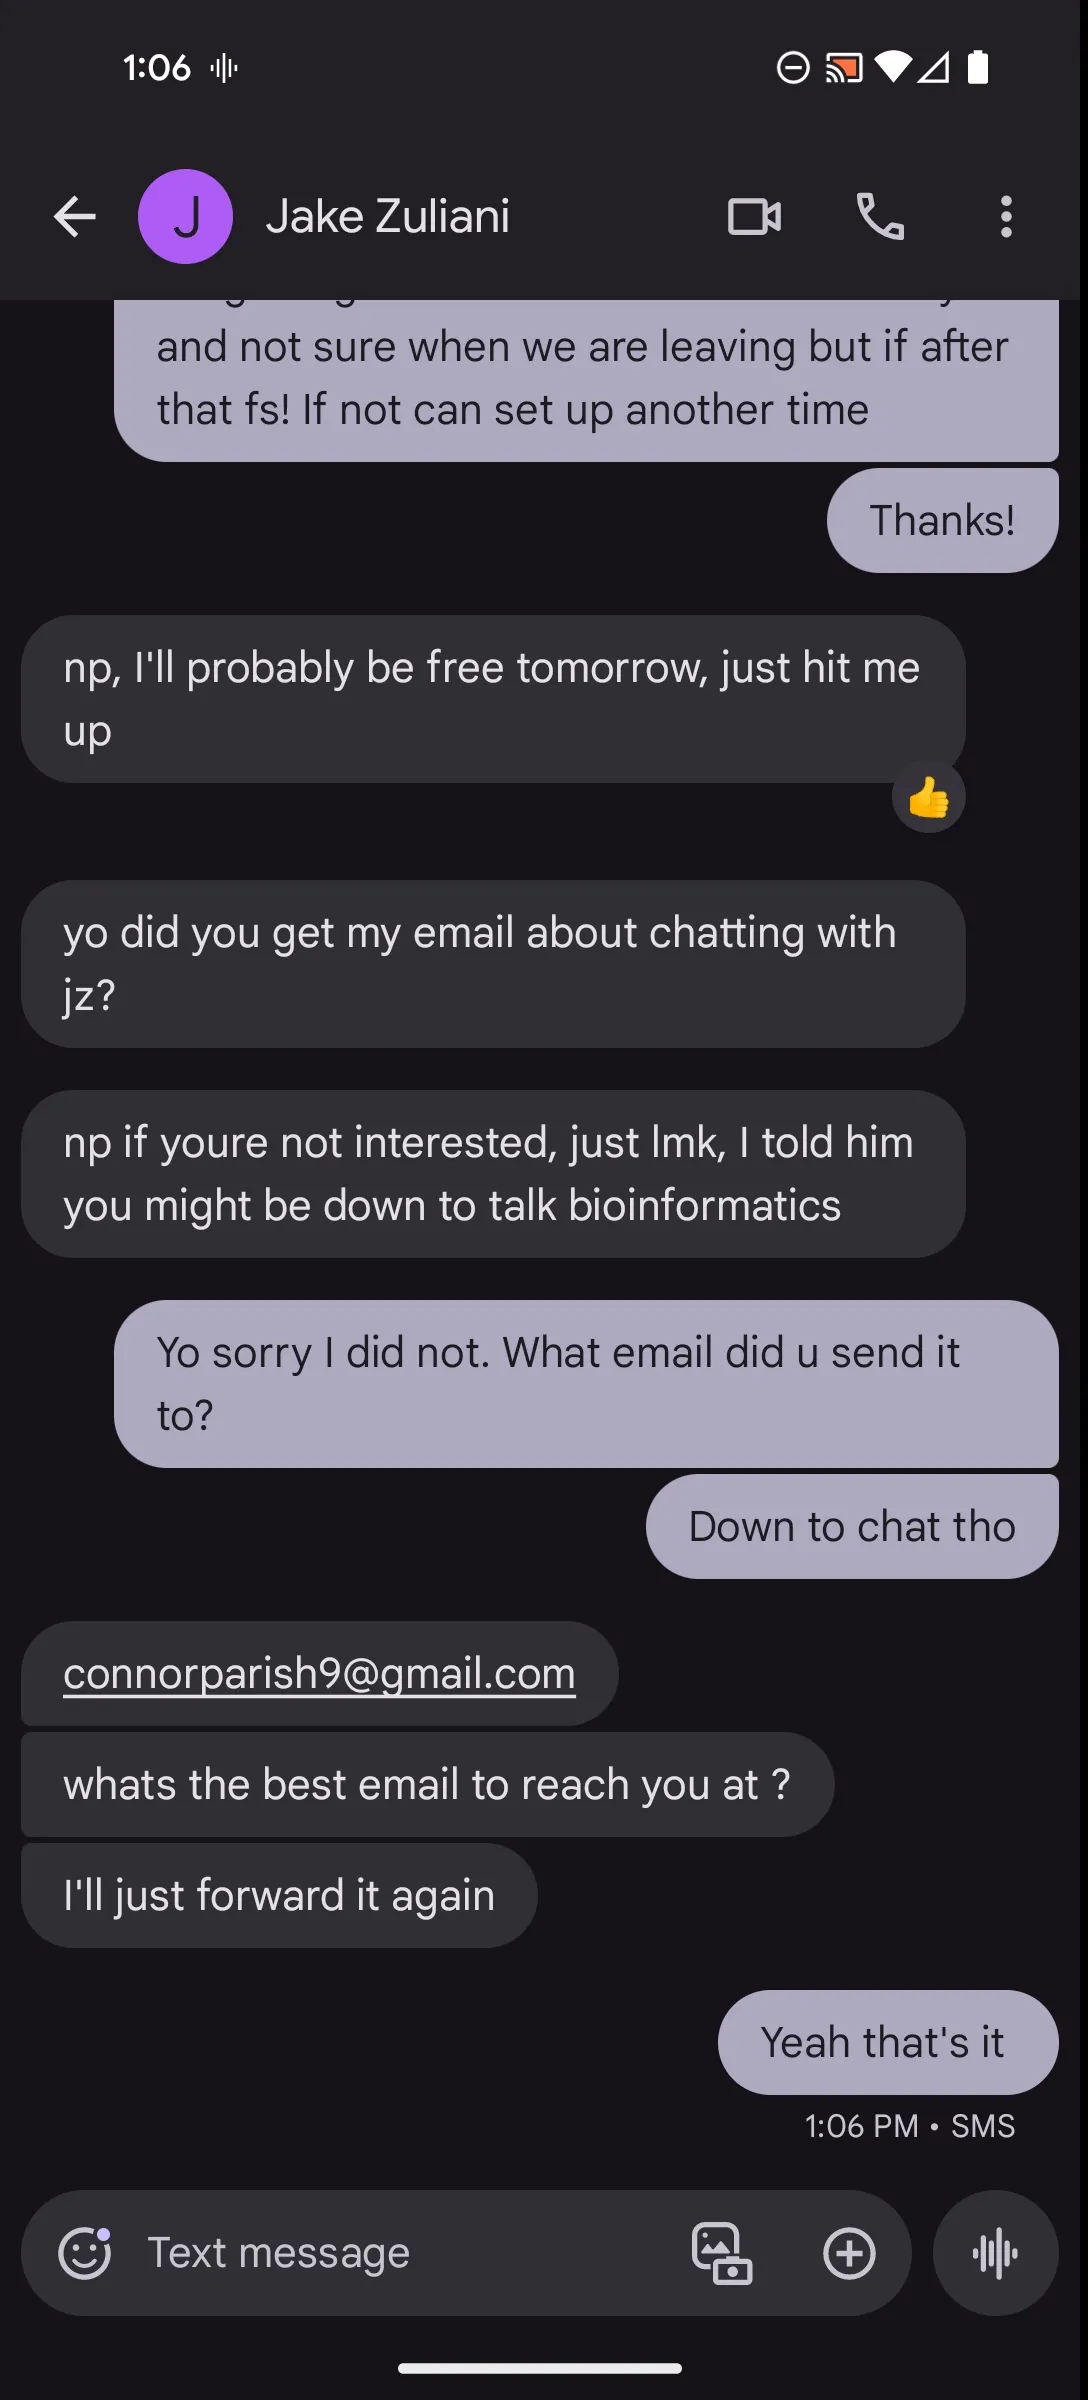 1:06
J
Jake Zuliani
and not sure when we are leaving but if after
that fs! If not can set up another time
Thanks!
np, I'll probably be free tomorrow, just hit me
up
yo did you get my email about chatting with
jz?
np if youre not interested, just lmk, I told him
you might be down to talk bioinformatics
Yo sorry I did not. What email did u send it
to?
Down to chat tho
connorparish9@gmail.com
whats the best email to reach you at ?
I'll just forward it again
Yeah that's it
1:06 PM • SMS
Text message